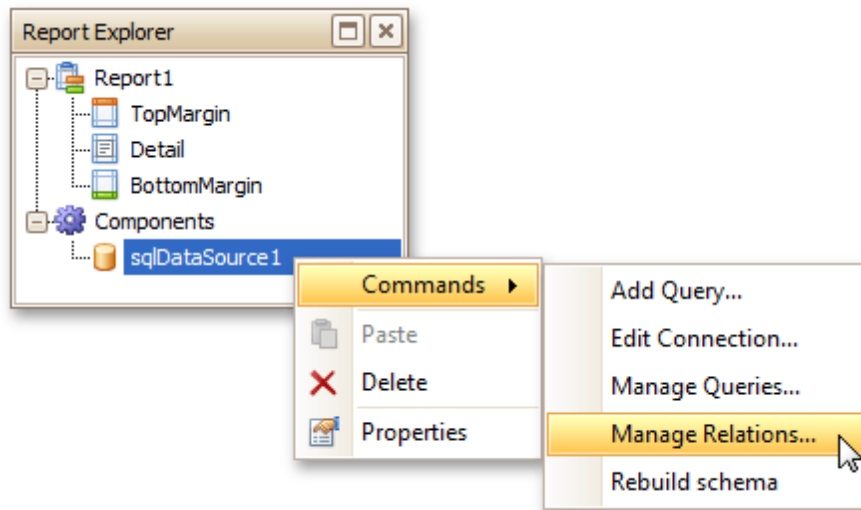 Report Explorer
Report1
TopMargin
Detail
BottomMargin
Components
sqlDataSource1
Commands
Paste
Delete
Properties
Add Query...
Edit Connection...
Manage Queries...
Manage Relations...
Rebuild schema